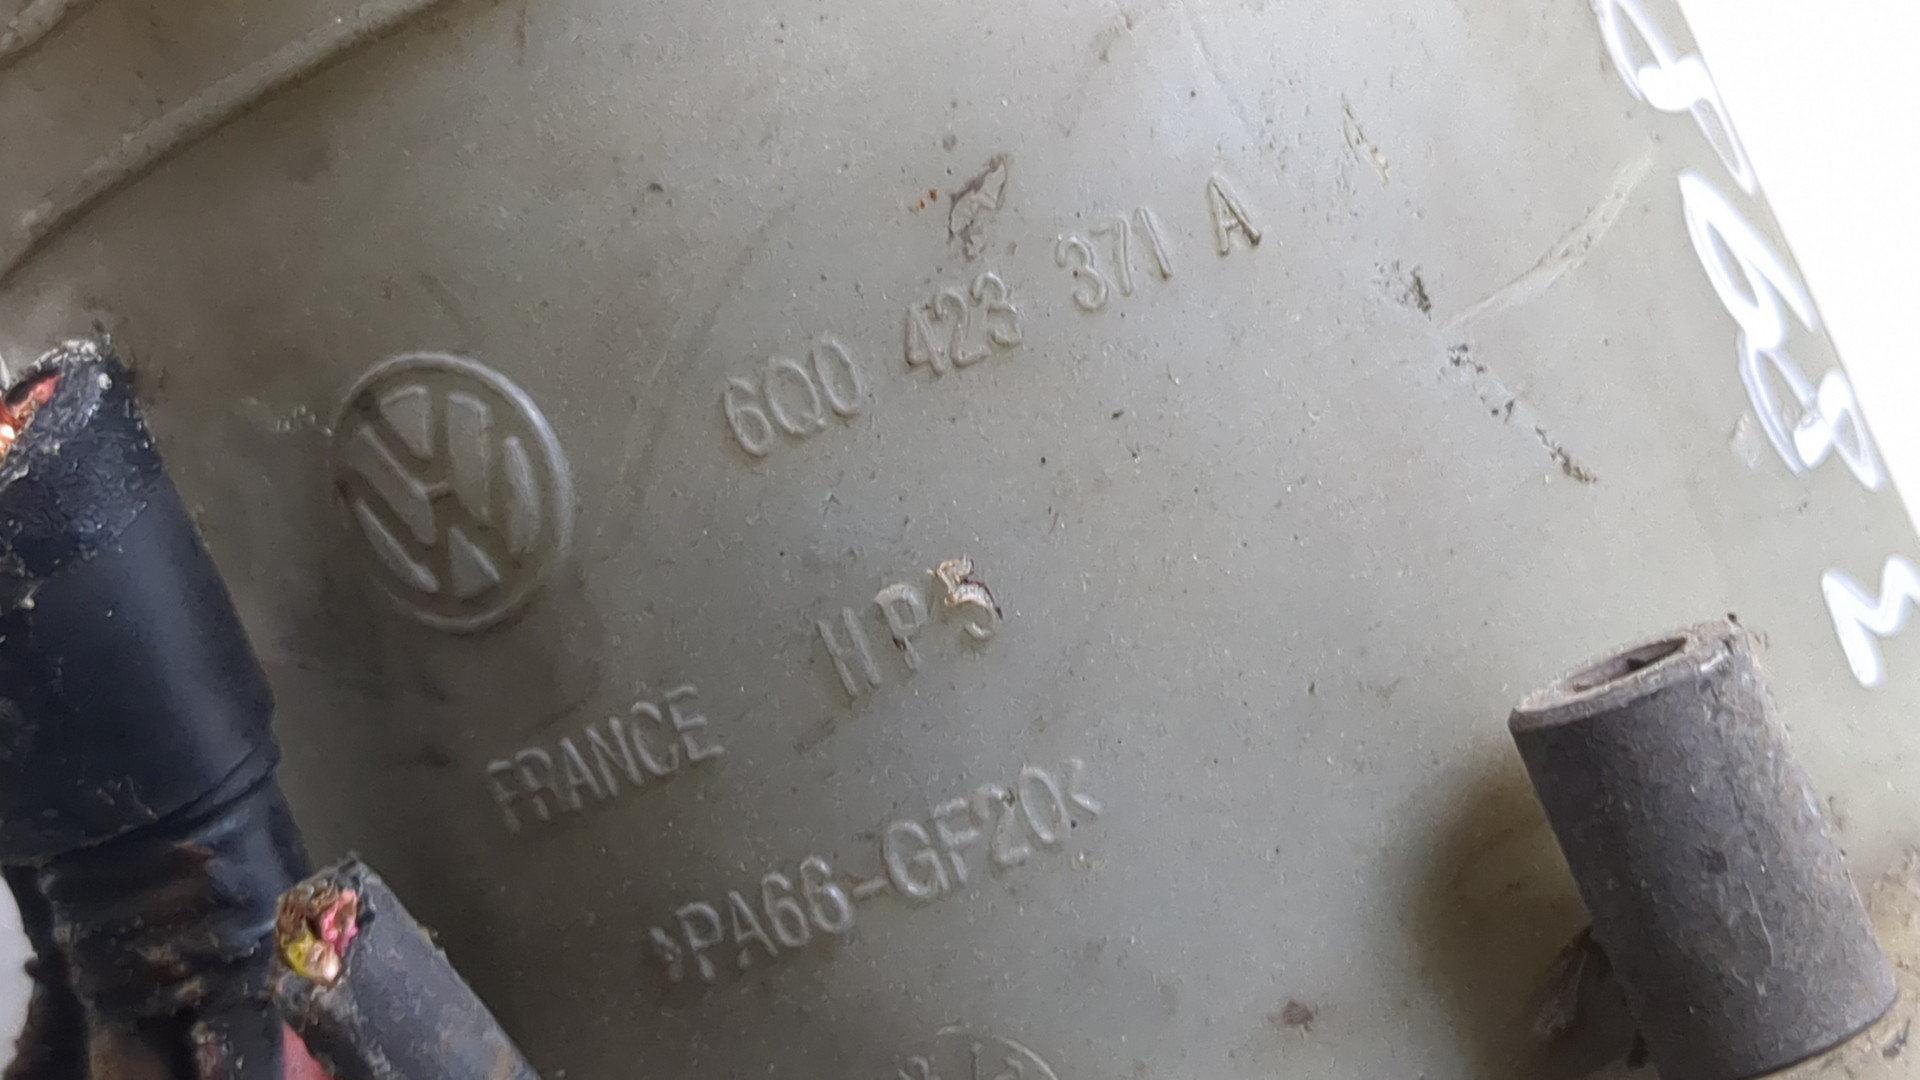 6Q0 423 371 A
HP5
FRANCE
>PA66-GF20<